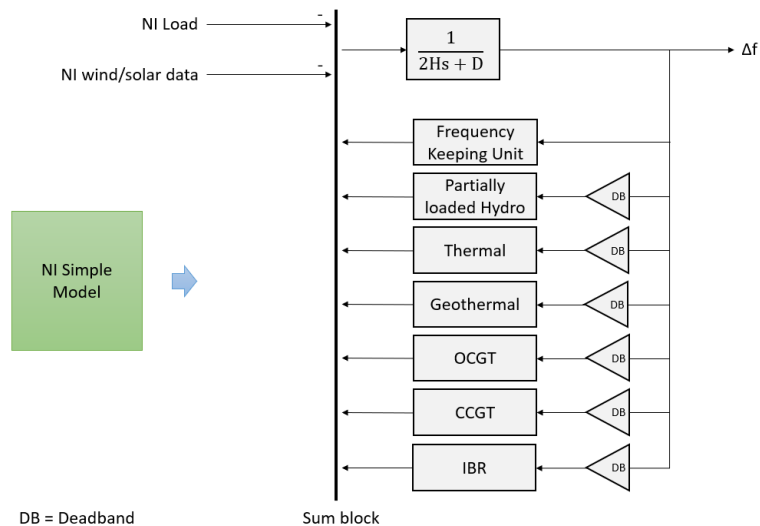 NI Load
-
1
2Hs + D
Δf
NI wind/solar data
-
Frequency
Keeping Unit
Partially
loaded Hydro
DB
Thermal
DB
NI Simple
Model
Geothermal
DB
OCGT
DB
CCGT
DB
IBR
DB
DB = Deadband
Sum block